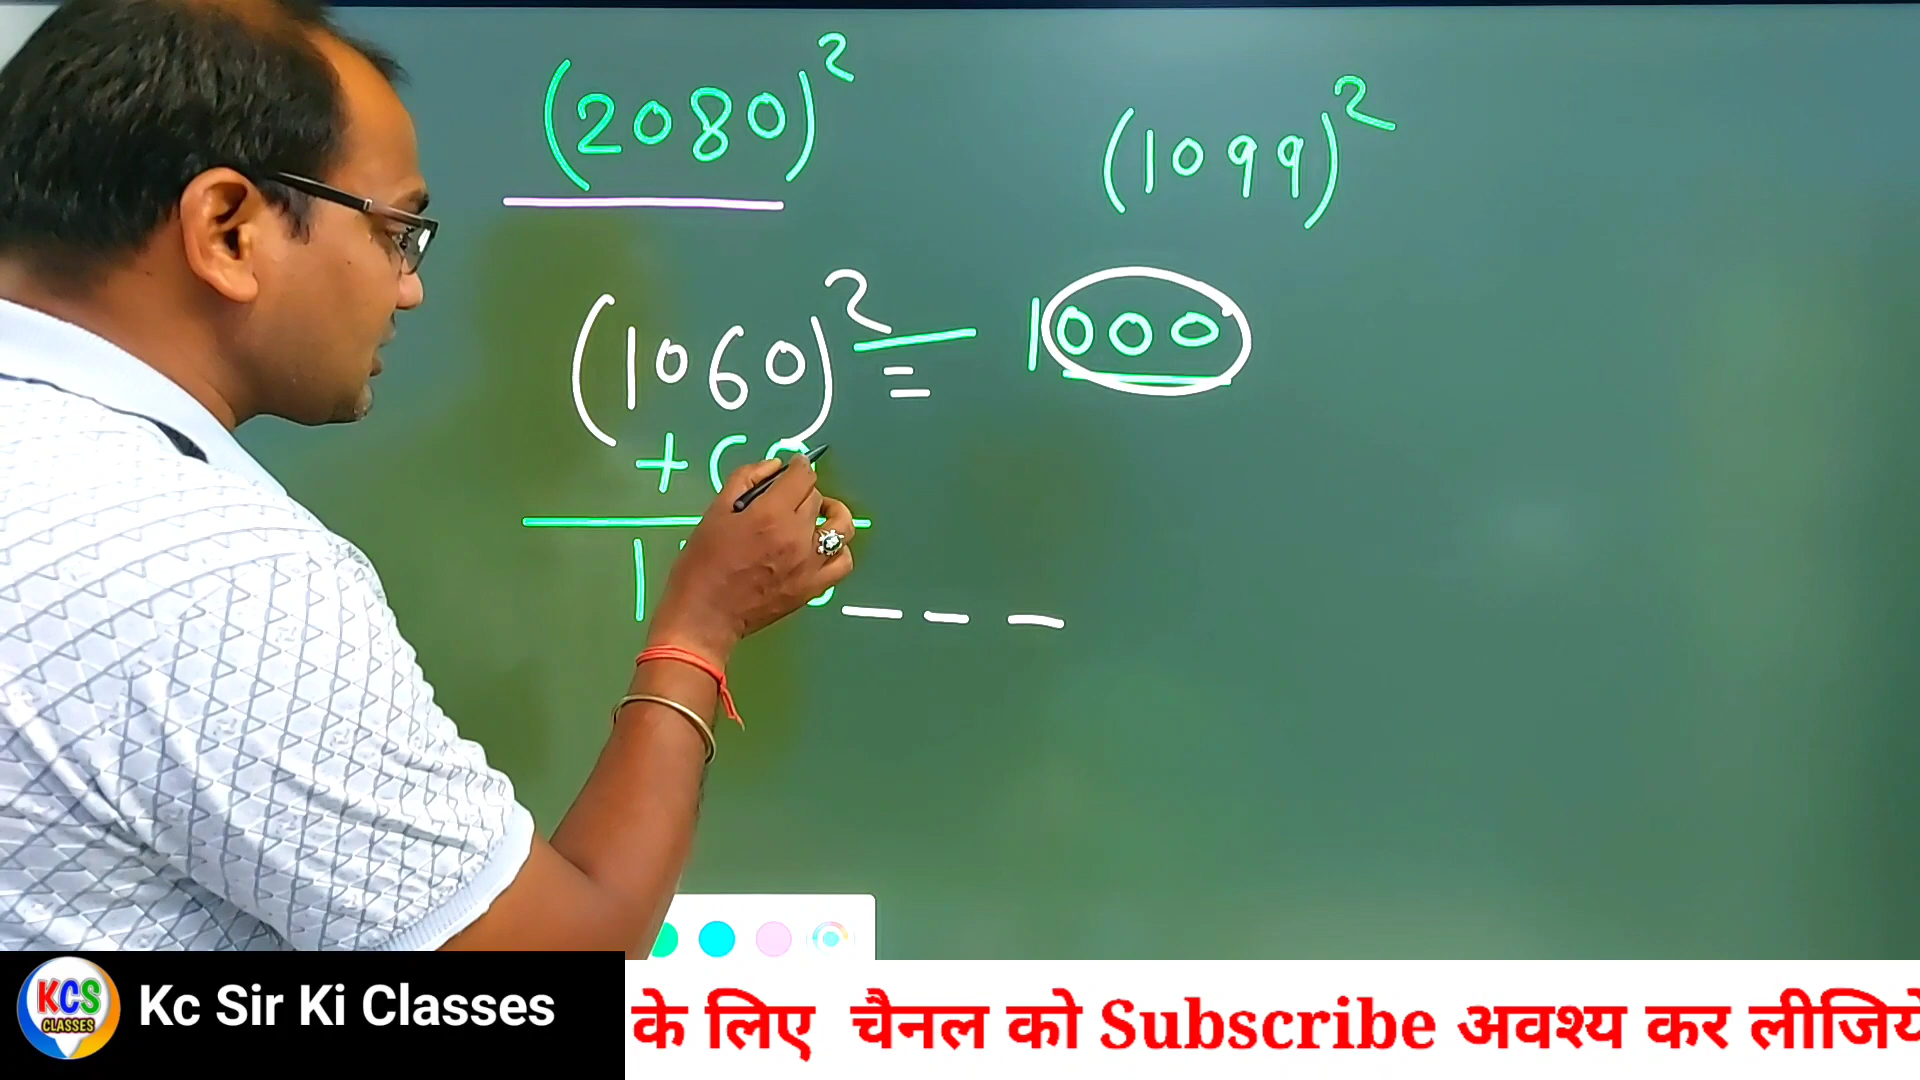 (2080)²
(1099)²
(1060)² = 1000
+
KCS
CLASSES
Kc Sir Ki Classes
के लिए चैनल को Subscribe अवश्य कर लीजिये